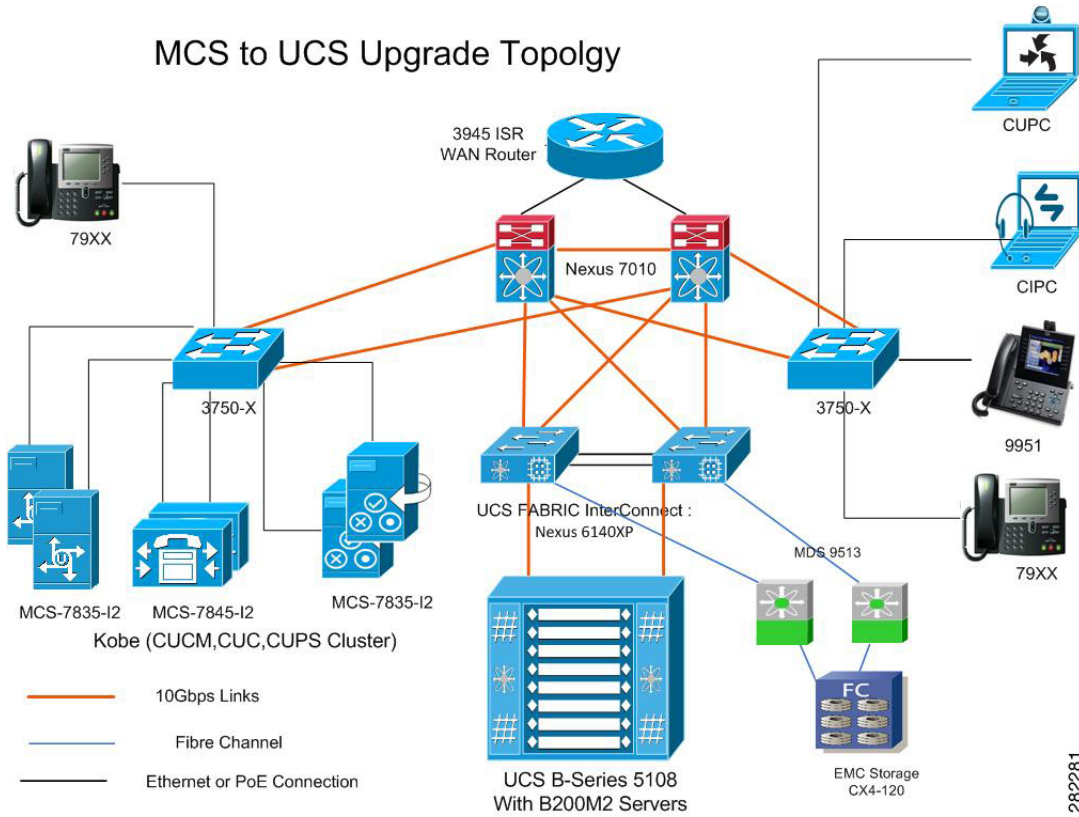 MCS to UCS Upgrade Topolgy
CUPC
3945 ISR
WAN Router
79XX
Nexus 7010
CIPC
3750-X
3750-X
9951
UCS FABRIC InterConnect :
Nexus 6140XP
MDS 9513
79XX
MCS-7835-I2
MCS-7845-I2
MCS-7835-I2
U
Kobe (CUCM,CUC,CUPS Cluster)
10Gbps Links
Fibre Channel
Ethernet or PoE Connection
FC
UCS B-Series 5108
With B200M2 Servers
EMC Storage
CX4-120
282281